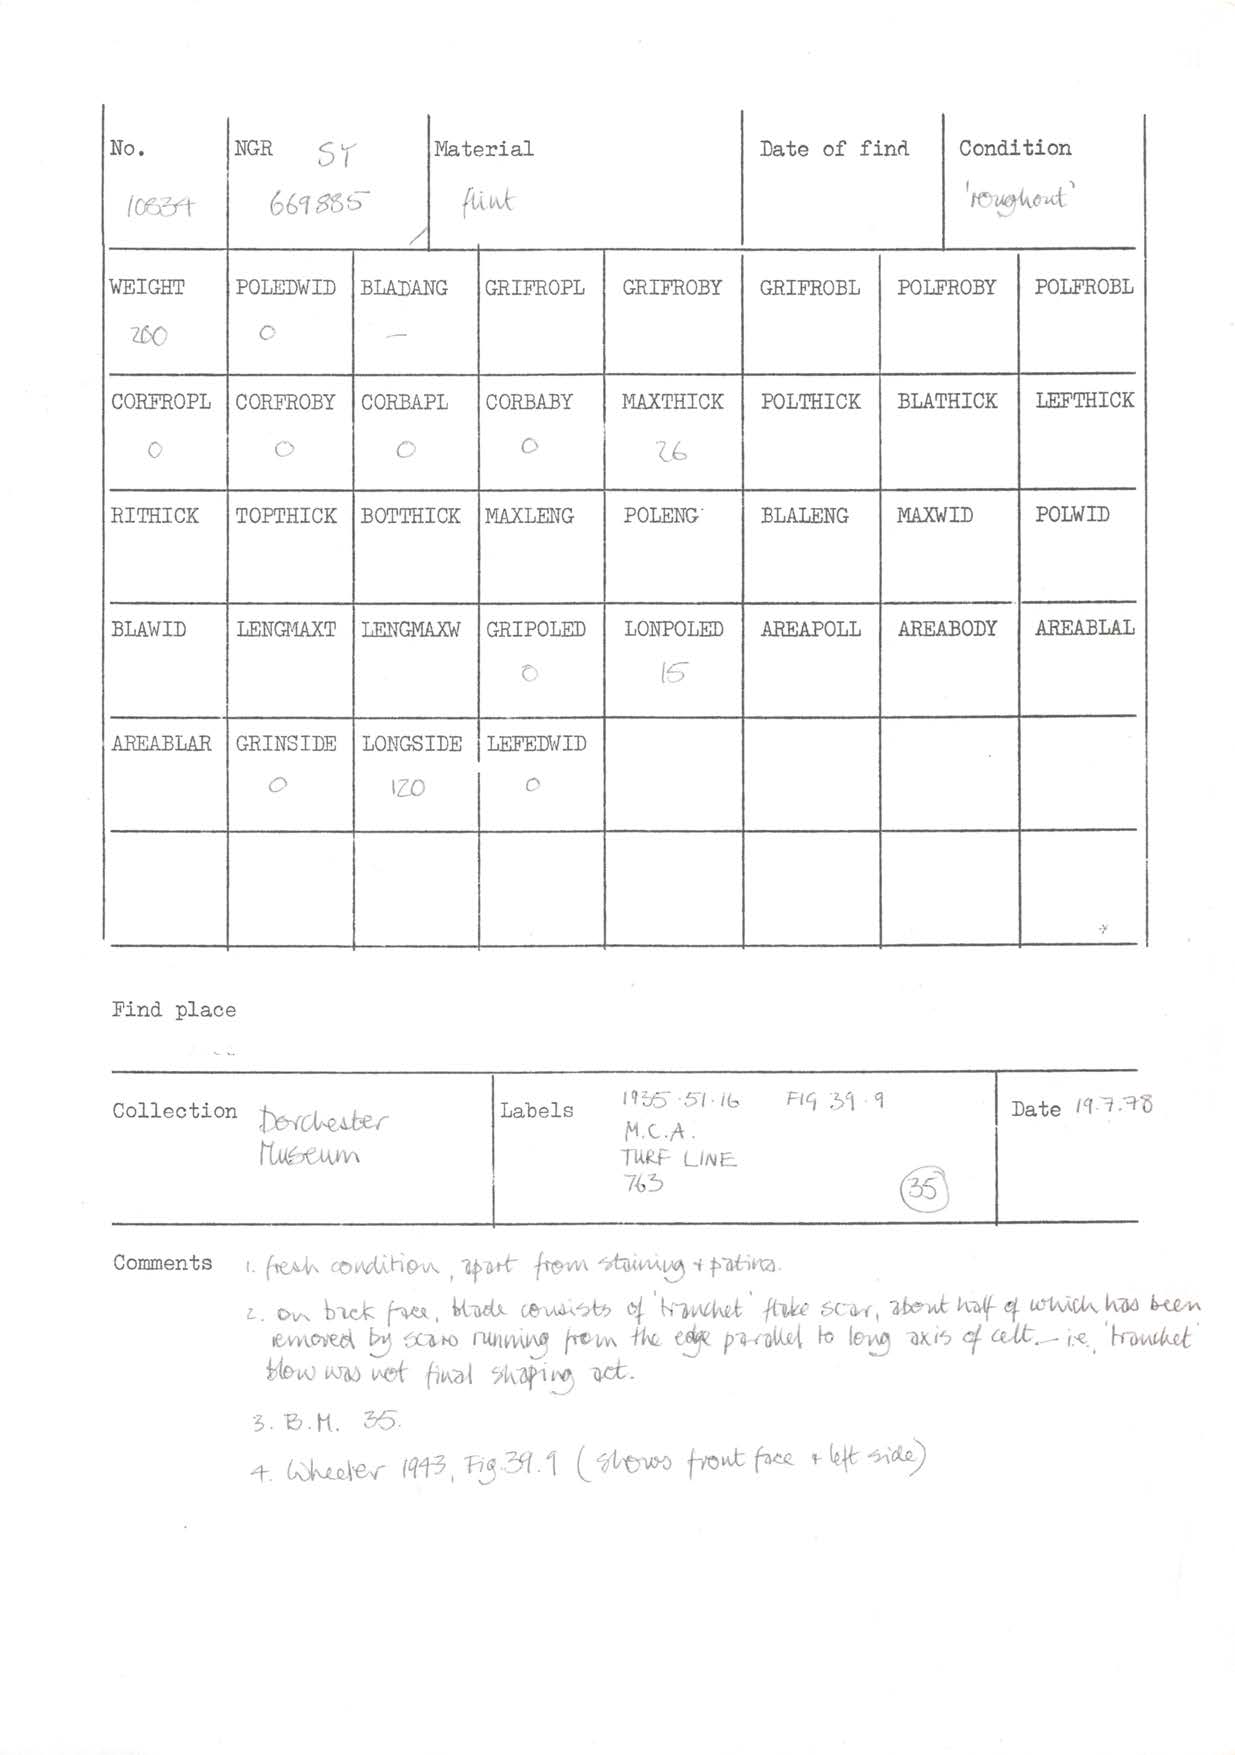 No. NGR SY Material Date of find Condition
10834 669885 flint 'roughout'
WEIGHT POLEDWID BLADANG GRIFROPL GRIFROBY GRIFROBL POLFROBY POLFROBL
200 0 —
CORFROPL CORFROBY CORBAPL CORBABY MAXTHICK POLTHICK BLATHICK LEFTHICK
0 0 0 0 26
RITHICK TOPTHICK BOTTHICK MAXLENG POLENG BLALENG MAXWID POLWID
BLAWID LENGMAXT LENGMAXW GRIPOLED LONPOLED AREAPOLL AREABODY AREABLAL
0 15
AREABLAR GRINSIDE LONGSIDE LEFEDWID
0 120 0
Find place
Collection Dorchester Museum
Labels 1935.51.16 FIG 39.9
M.C.A.
TURF LINE
763
35
Date 19.7.78
Comments 1. fresh condition, apart from staining + patina.
2. on back face, blade consists of 'tranchet' flake scar, about half of which has been
removed by scars running from the edge parallel to long axis of celt. — i.e. 'tranchet'
blow was not final shaping act.
3. B.M. 35.
4. Wheeler 1943, Fig. 39.9 (shows front face + left side)